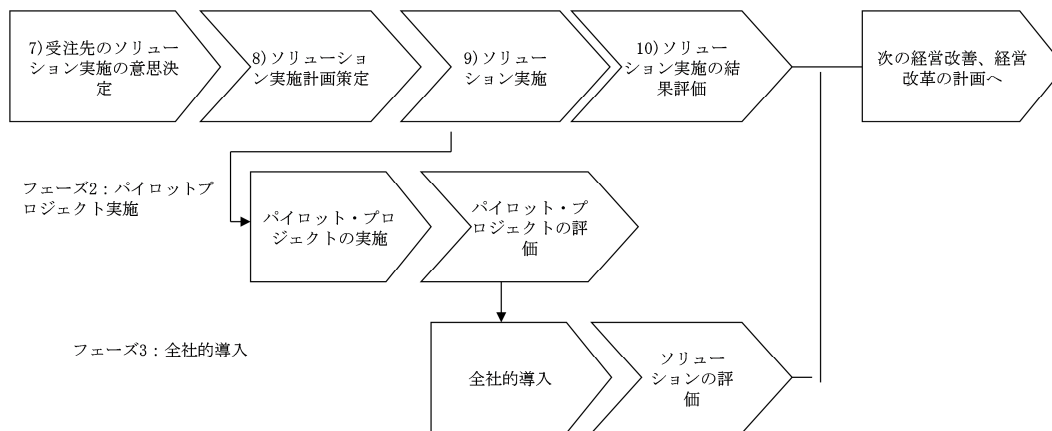 7)受注先のソリュー
ション実施の意思決
定
8)ソリューショ
ン実施計画策定
9)ソリュー
ション実施
10)ソリュー
ション実施の結
果評価
次の経営改善、経営
改革の計画へ
フェーズ2：パイロットプ
ロジェクト実施
パイロット・プロ
ジェクトの実施
パイロット・プ
ロジェクトの評
価
フェーズ3：全社的導入
全社的導入
ソリュー
ションの評
価